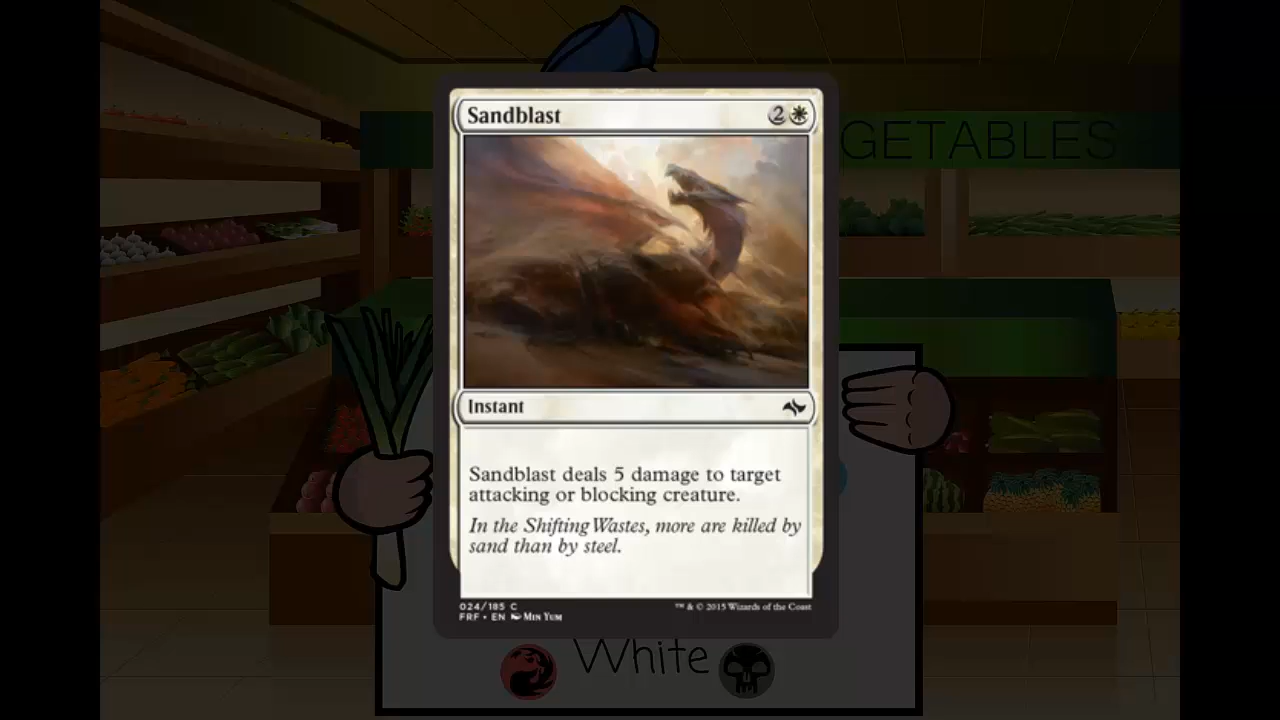 GETABLES
Sandblast
2
Instant
Sandblast deals 5 damage to target
attacking or blocking creature.
In the Shifting Wastes, more are killed by
sand than by steel.
024/185 C
™ & © 2015 Wizards of the Coast
FRF • EN Min Yum
White